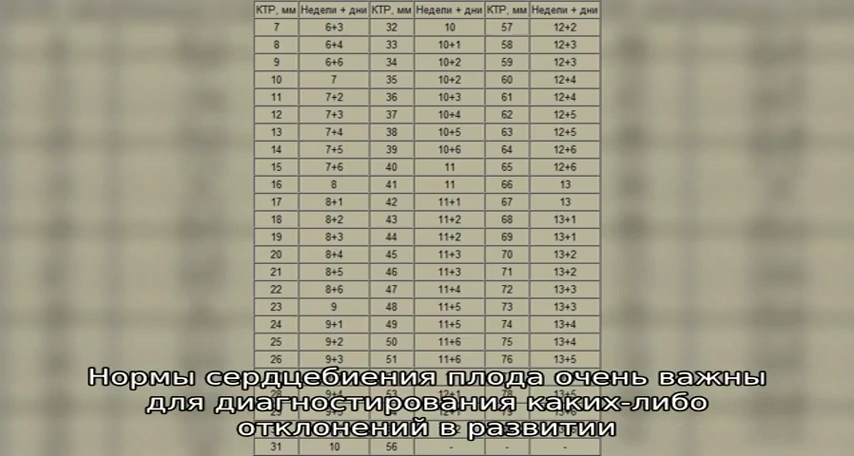 КТР, мм Недели + дни КТР, мм Недели + дни КТР, мм Недели + дни
7 6+3 32 10 57 12+2
8 6+4 33 10+1 58 12+3
9 6+6 34 10+2 59 12+3
10 7 35 10+2 60 12+4
11 7+2 36 10+3 61 12+4
12 7+3 37 10+4 62 12+5
13 7+4 38 10+5 63 12+5
14 7+5 39 10+6 64 12+6
15 7+6 40 11 65 12+6
16 8 41 11 66 13
17 8+1 42 11+1 67 13
18 8+2 43 11+2 68 13+1
19 8+3 44 11+2 69 13+1
20 8+4 45 11+3 70 13+2
21 8+5 46 11+3 71 13+2
22 8+6 47 11+4 72 13+3
23 9 48 11+5 73 13+3
24 9+1 49 11+5 74 13+4
25 9+2 50 11+6 75 13+4
26 9+3 51 11+6 76 13+5
Нормы сердцебиения плода очень важны
для диагностирования каких-либо
отклонений в развитии
31 10 56 - - -